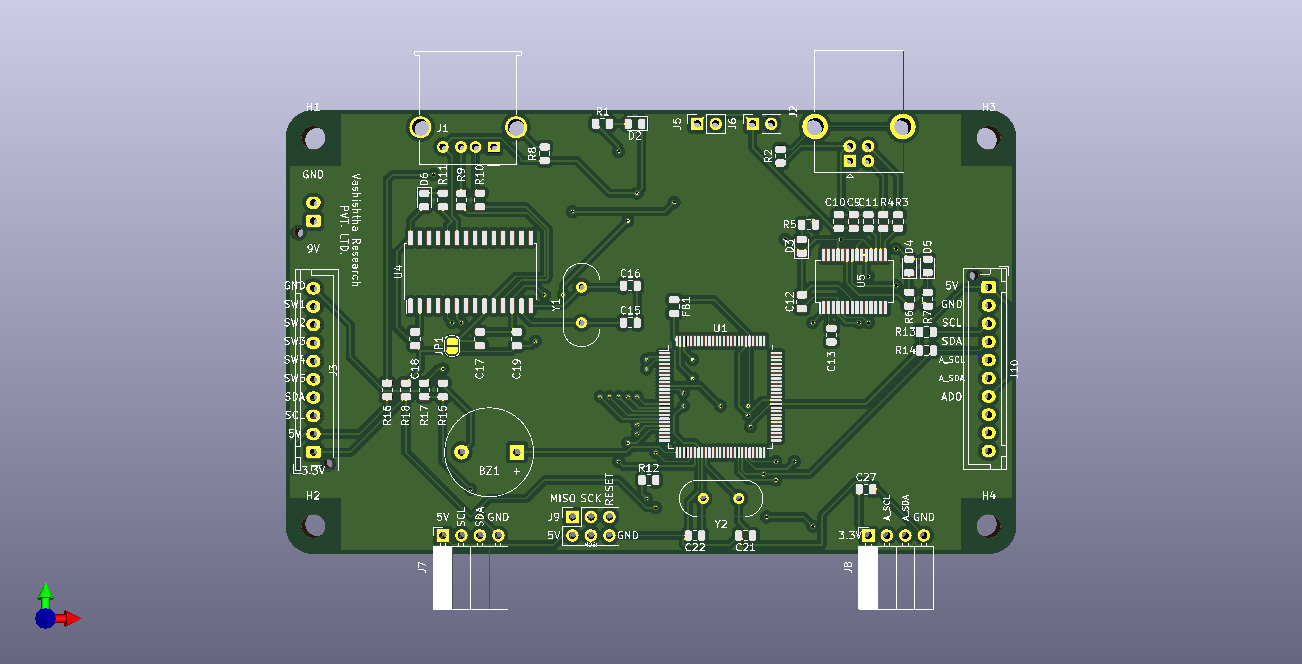 H1
J1
R1
D2
J5
J6
J2
H3
R8
R2
GND
9V
Vashishtha Research
PVT. LTD.
D6
R11
R9
R10
C10
C9
C11
R4
R3
R5
D3
D4
D5
U4
U5
Y1
C16
C15
FB1
C12
C13
R6
R7
R13
R14
U1
GND
SW1
SW2
SW3
SW4
SW5
SDA
SCL
5V
3.3V
J3
C18
JP1
C17
C19
R16
R18
R17
R15
5V
GND
SCL
SDA
A_SCL
A_SDA
ADO
J10
BZ1
+
R12
H2
H4
5V
SCL
SDA
GND
J7
MISO
SCK
RESET
J9
5V
GND
Y2
C22
C21
C27
3.3V
A_SCL
A_SDA
GND
J8